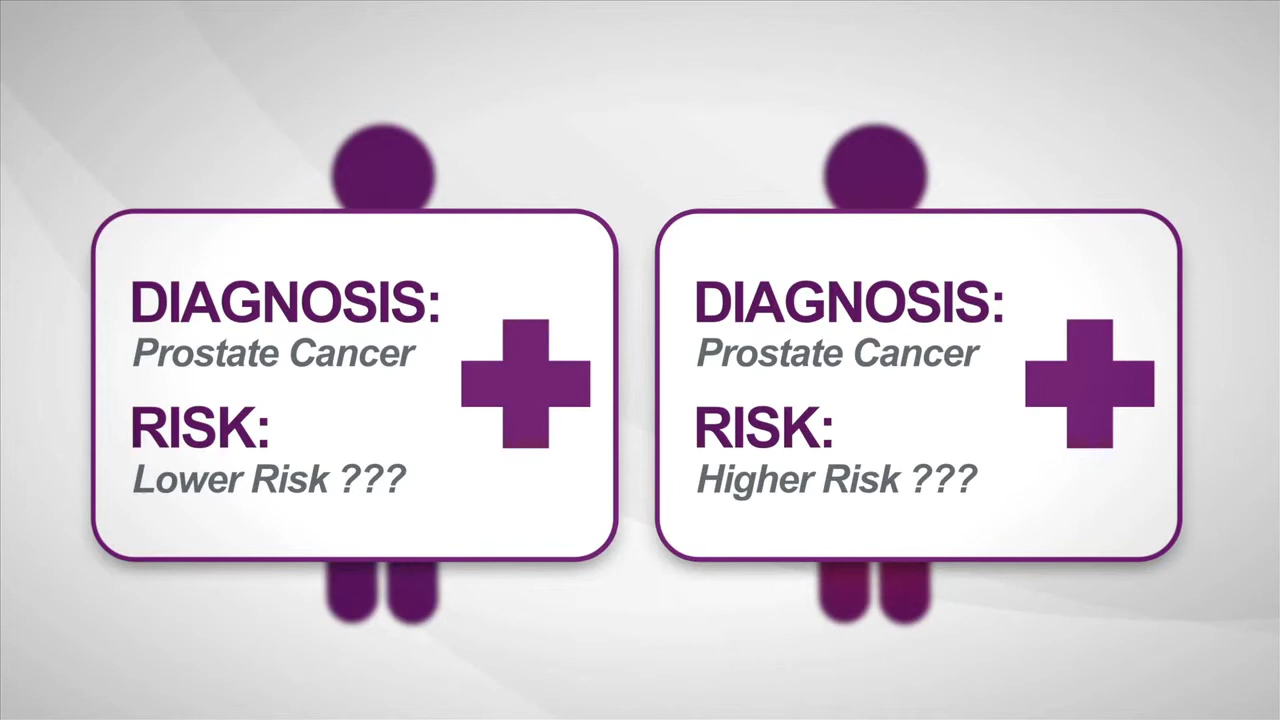 DIAGNOSIS:
Prostate Cancer
RISK:
Lower Risk ???
DIAGNOSIS:
Prostate Cancer
RISK:
Higher Risk ???